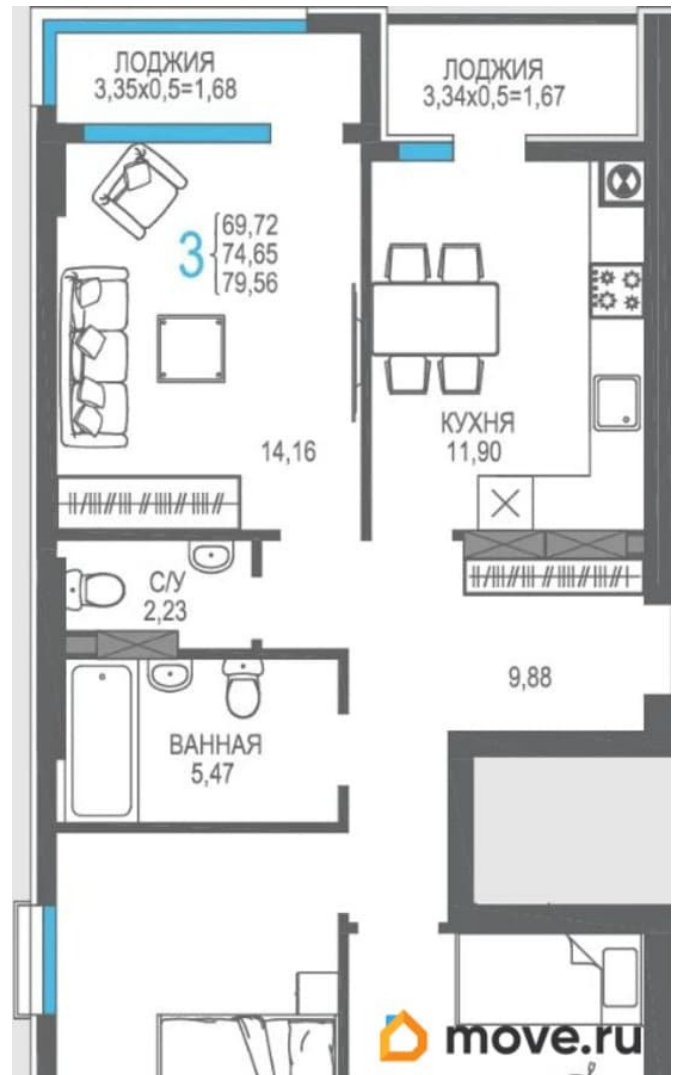 ЛОДЖИЯ
3,35х0,5=1,68
ЛОДЖИЯ
3,34х0,5=1,67
3
69,72
74,65
79,56
14,16
КУХНЯ
11,90
С/У
2,23
9,88
ВАННАЯ
5,47
move.ru